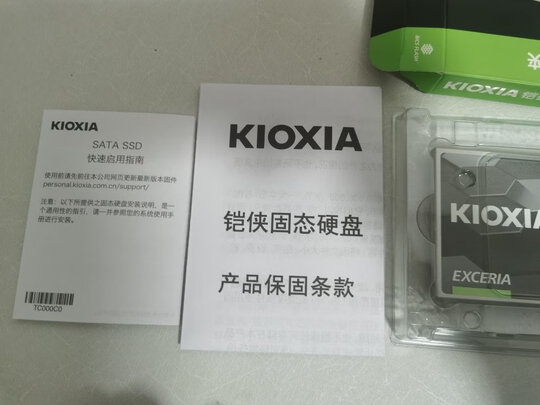 KIOXIA
SATA SSD
快速启用指南
使用前请先前往本公司网页更新最新版本固件
personal.kioxia.com.cn/support/
注意：以下所提供之固态硬盘安装说明，是一
个通用性的指引，请一并参照您的系统使用手
册进行安装。
TC000C0
KIOXIA
铠侠固态硬盘
产品保固条款
BiCS FLASH
侠
KIOXIA 铠
KIOXIA
EXCERIA